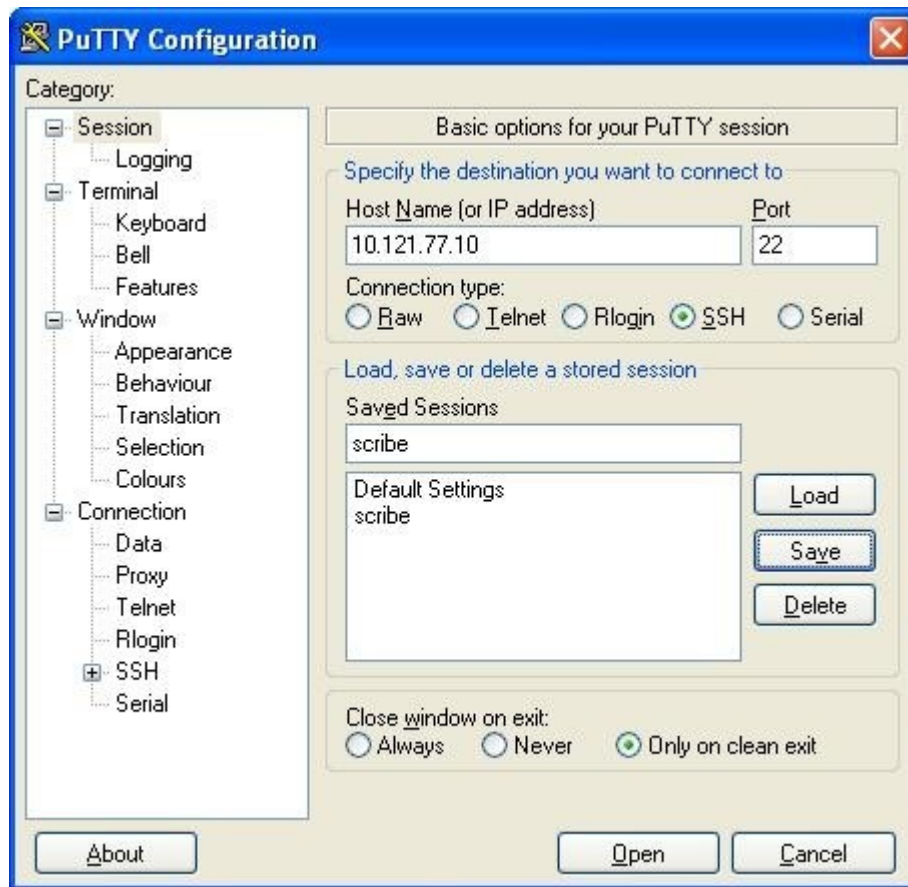 PuTTY Configuration
Category:
Session
Logging
Terminal
Keyboard
Bell
Features
Window
Appearance
Behaviour
Translation
Selection
Colours
Connection
Data
Proxy
Telnet
Rlogin
SSH
Serial
Basic options for your PuTTY session
Specify the destination you want to connect to
Host Name (or IP address) Port
10.121.77.10 22
Connection type:
Raw Telnet Rlogin SSH Serial
Load, save or delete a stored session
Saved Sessions
scribe
Default Settings
scribe
Load
Save
Delete
Close window on exit:
Always Never Only on clean exit
About Open Cancel